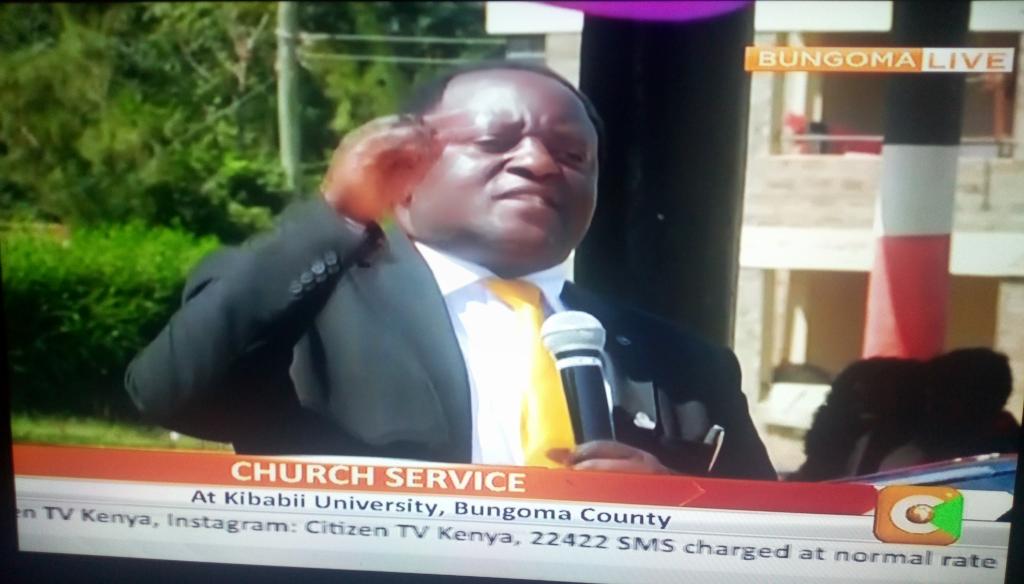 BUNGOMA LIVE
CHURCH SERVICE
At Kibabii University, Bungoma County
en TV Kenya, Instagram: Citizen TV Kenya, 22422 SMS charged at normal rate